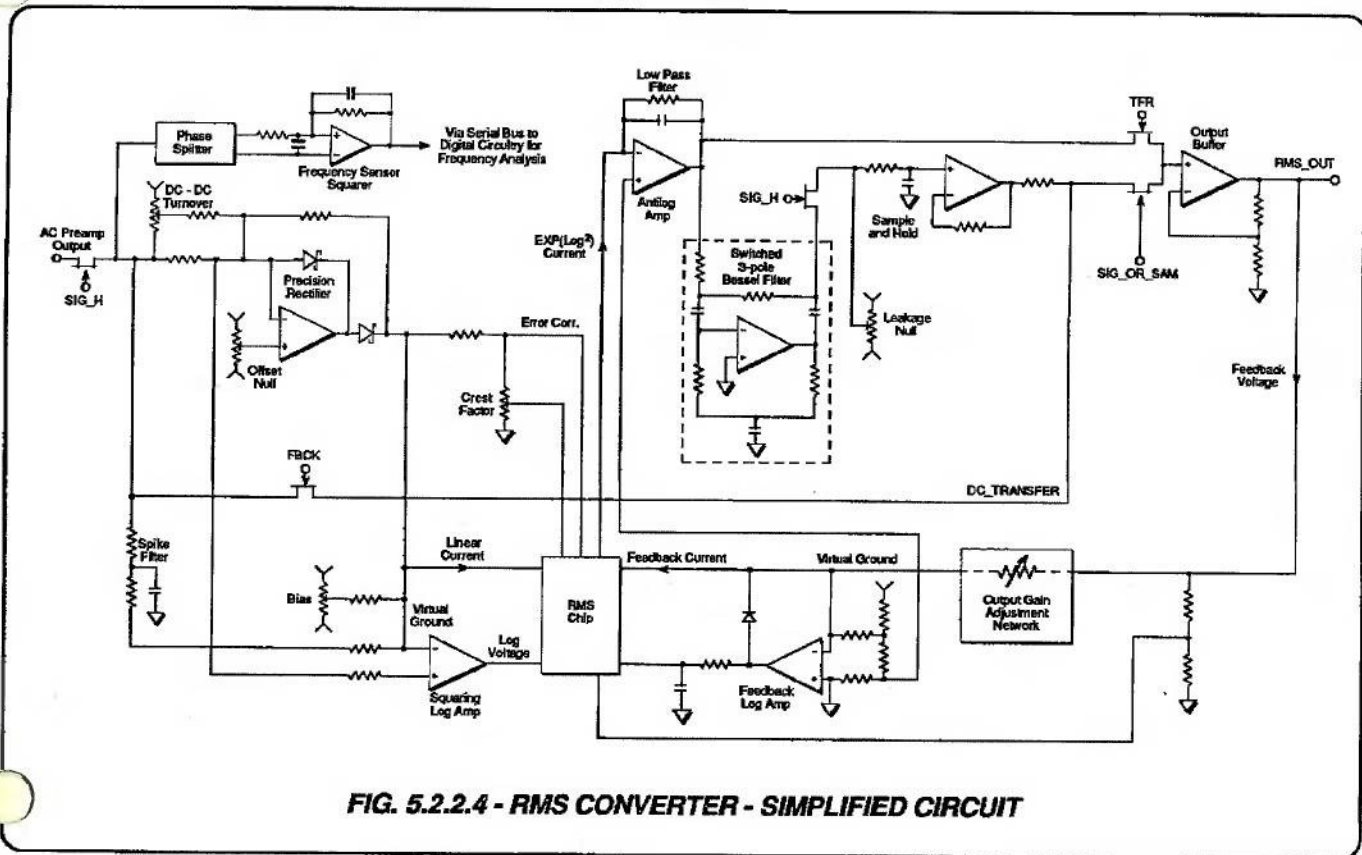 Low Pass
Filter
TFR
Output
Buffer
RMS_OUT
Phase
Splitter
Via Serial Bus to
Digital Circuitry for
Frequency Analysis
Frequency Sensor
Squarer
DC - DC
Turnover
Antilog
Amp
SIG_H
Sample
and Hold
AC Preamp
Output
SIG_H
EXP(Log²)
Current
Switched
3-pole
Bessel Filter
SIG_OR_SAM
Precision
Rectifier
Leakage
Null
Error Corr.
Offset
Null
Feedback
Voltage
Crest
Factor
FBCK
DC_TRANSFER
Spike
Filter
Linear
Current
Feedback Current
Virtual Ground
Bias
Virtual
Ground
RMS
Chip
Output Gain
Adjustment
Network
Log
Voltage
Squaring
Log Amp
Feedback
Log Amp
FIG. 5.2.2.4 - RMS CONVERTER - SIMPLIFIED CIRCUIT